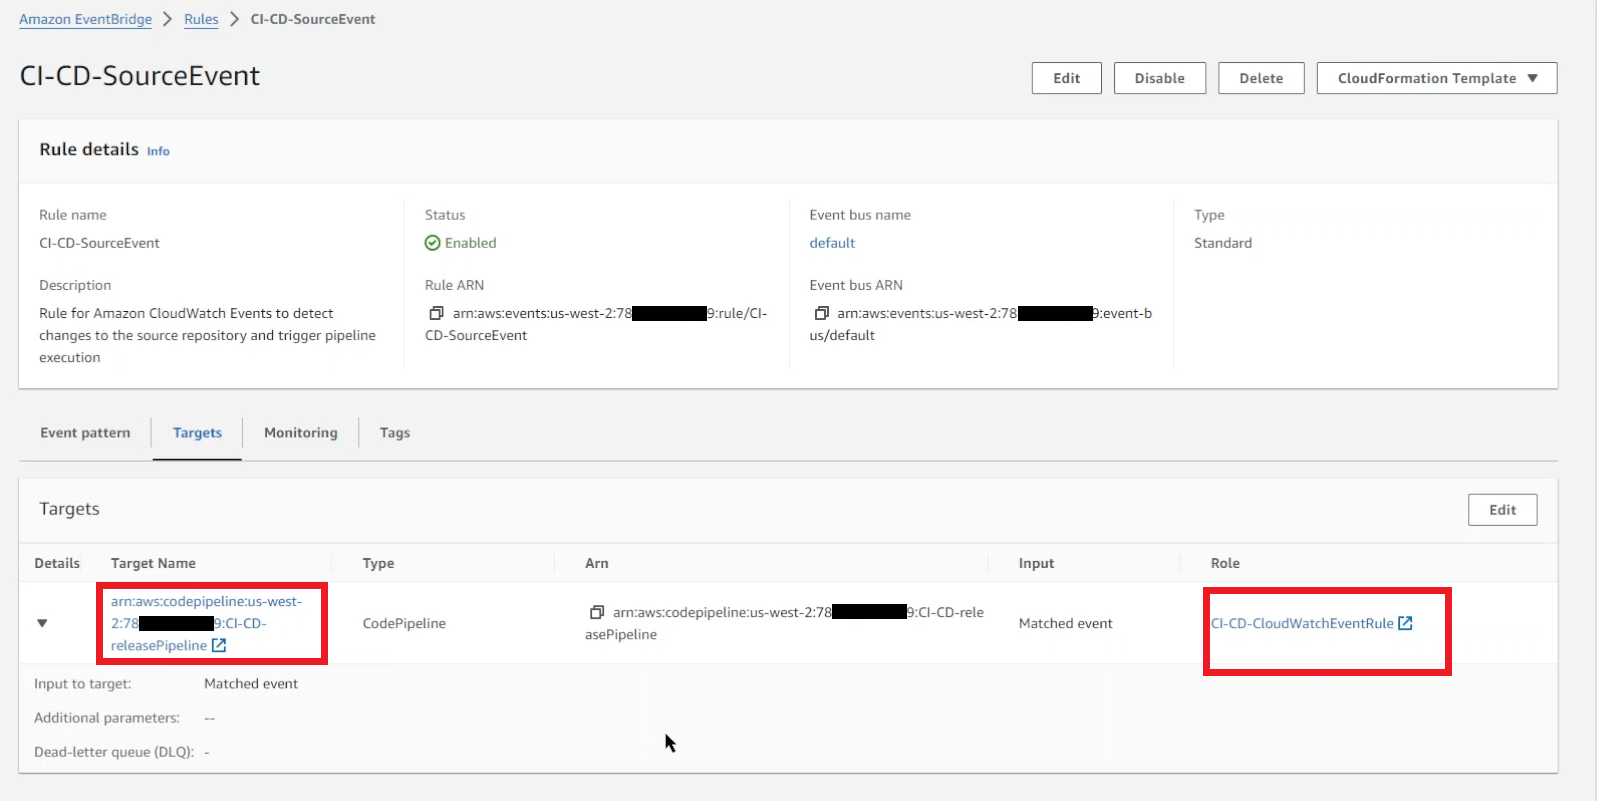 Amazon EventBridge > Rules > CI-CD-SourceEvent
CI-CD-SourceEvent
Edit
Disable
Delete
CloudFormation Template
Rule details Info
Rule name
CI-CD-SourceEvent
Status
Enabled
Event bus name
default
Type
Standard
Description
Rule for Amazon CloudWatch Events to detect
changes to the source repository and trigger pipeline
execution
Rule ARN
arn:aws:events:us-west-2:78 9:rule/CI-
CD-SourceEvent
Event bus ARN
arn:aws:events:us-west-2:78 9:event-b
us/default
Event pattern
Targets
Monitoring
Tags
Targets
Edit
Details
Target Name
Type
Arn
Input
Role
arn:aws:codepipeline:us-west-
2:78 9:CI-CD-
releasePipeline
CodePipeline
arn:aws:codepipeline:us-west-2:78 9:CI-CD-rele
asePipeline
Matched event
CI-CD-CloudWatchEventRule
Input to target: Matched event
Additional parameters: --
Dead-letter queue (DLQ): -